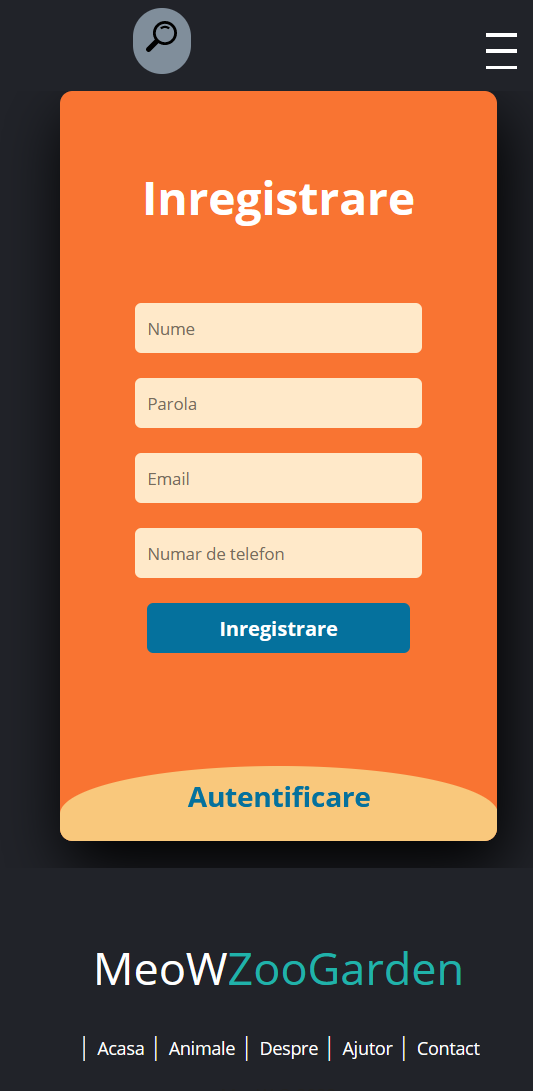 Inregistrare
Nume
Parola
Email
Numar de telefon
Inregistrare
Autentificare
MeoWZooGarden
| Acasa | Animale | Despre | Ajutor | Contact